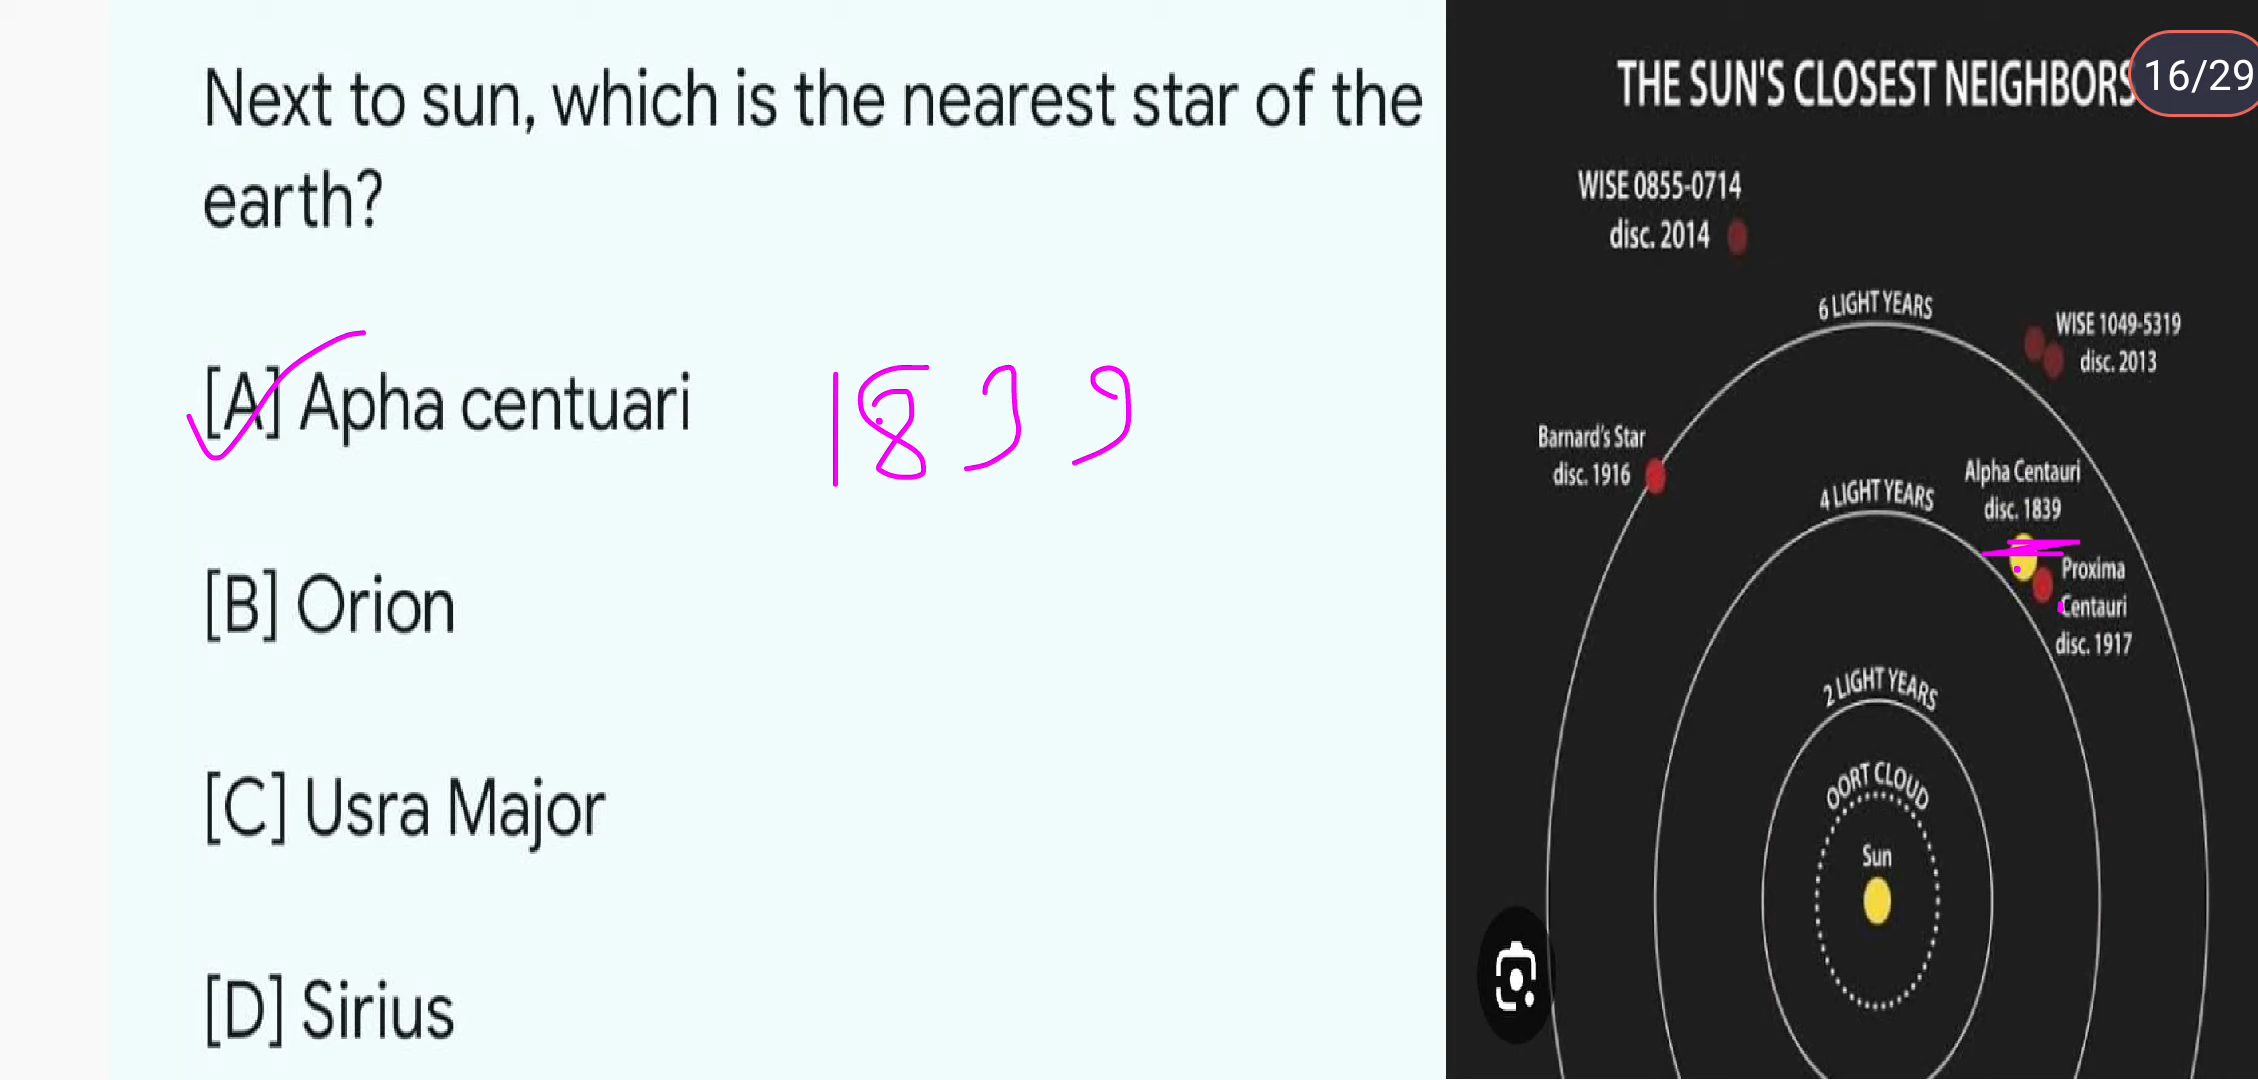 Next to sun, which is the nearest star of the
earth?
[A] Apha centuari
1839
[B] Orion
[C] Usra Major
[D] Sirius
THE SUN'S CLOSEST NEIGHBORS
16/29
WISE 0855-0714
disc. 2014
6 LIGHT YEARS
WISE 1049-5319
disc. 2013
Barnard's Star
disc. 1916
Alpha Centauri
disc. 1839
4 LIGHT YEARS
Proxima
Centauri
disc. 1917
2 LIGHT YEARS
OORT CLOUD
Sun